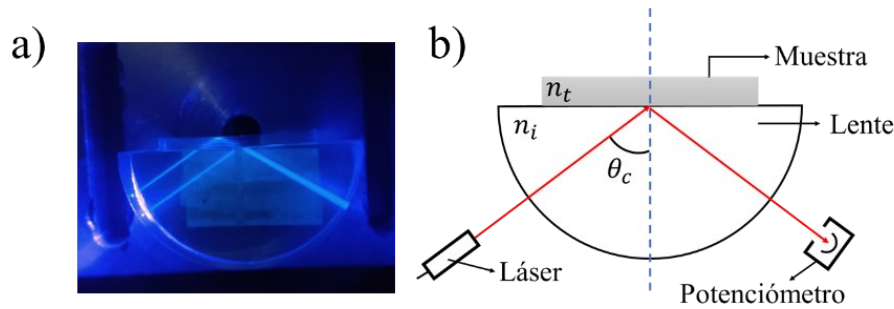 a)
b)
Muestra
n_t
n_i
Lente
θ_c
Láser
Potenciómetro